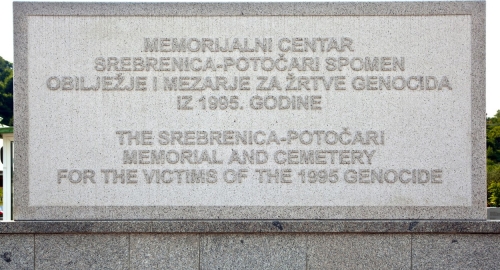 MEMORIJALNI CENTAR
SREBRENICA-POTOČARI SPOMEN
OBILJEŽJE I MEZARJE ZA ŽRTVE GENOCIDA
IZ 1995. GODINE
THE SREBRENICA-POTOČARI
MEMORIAL AND CEMETERY
FOR THE VICTIMS OF THE 1995 GENOCIDE